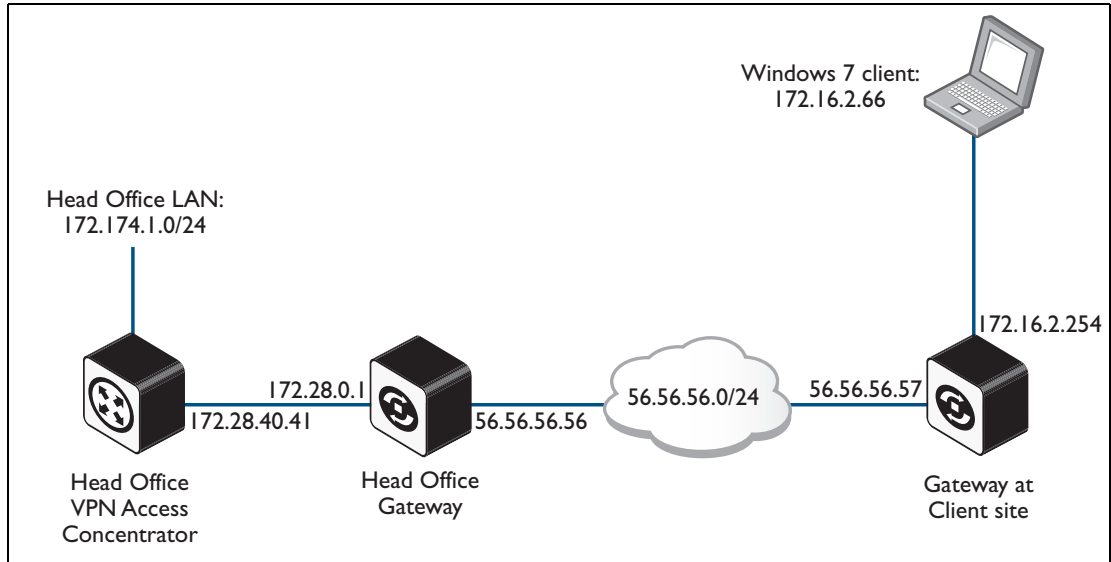 Windows 7 client:
172.16.2.66
Head Office LAN:
172.174.1.0/24
172.16.2.254
172.28.0.1
172.28.40.41
56.56.56.56
56.56.56.0/24
56.56.56.57
Head Office
VPN Access
Concentrator
Head Office
Gateway
Gateway at
Client site